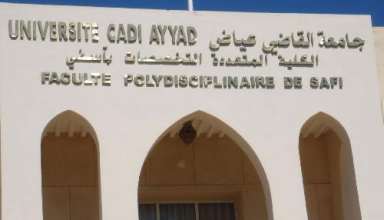 UNIVERSITE CADI AYYAD جامعة القاضي عياض
الكلية المتعددة التخصصات بآسفي
FACULTE POLYDISCIPLINAIRE DE SAFI